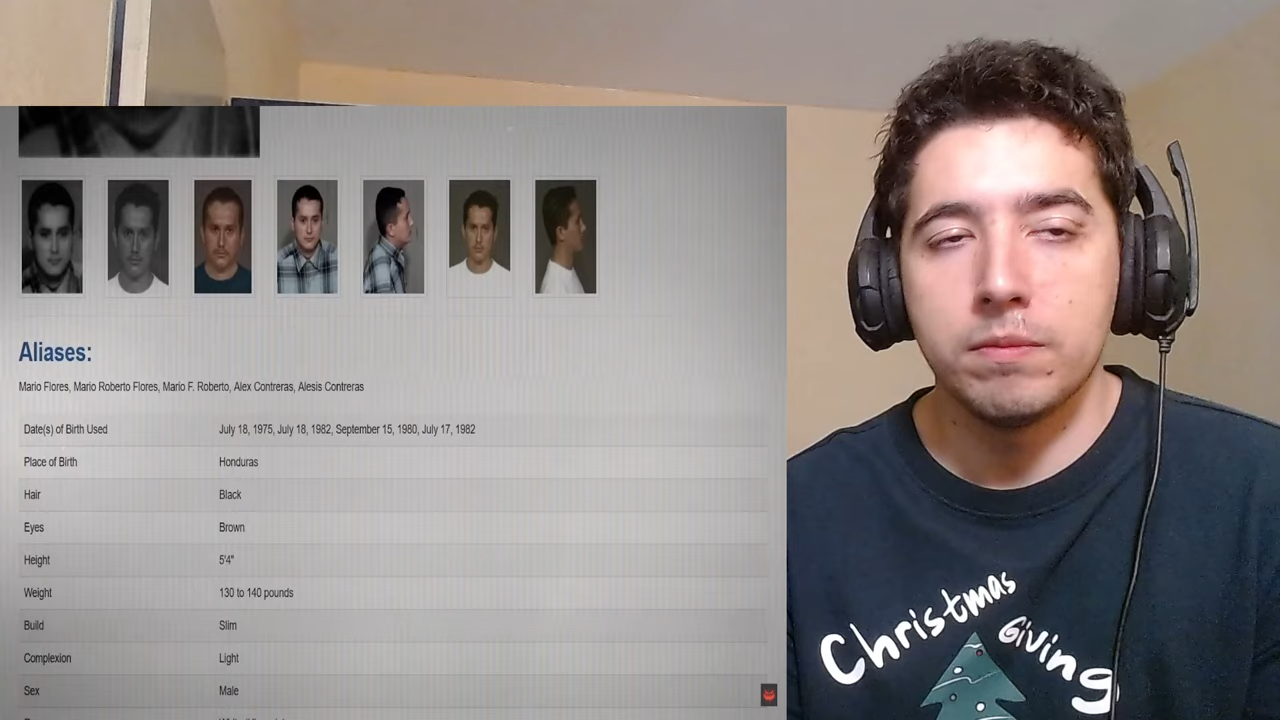 Aliases:
Mario Flores, Mario Roberto Flores, Mario F. Roberto, Alex Contreras, Alesis Contreras
Date(s) of Birth Used July 18, 1975, July 18, 1982, September 15, 1980, July 17, 1982
Place of Birth Honduras
Hair Black
Eyes Brown
Height 5'4"
Weight 130 to 140 pounds
Build Slim
Complexion Light
Sex Male
Christmas
Giving